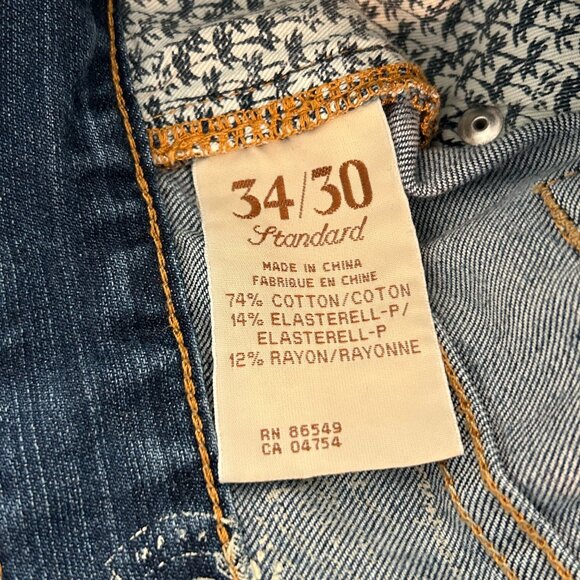 34/30
Standard
MADE IN CHINA
FABRIQUE EN CHINE
74% COTTON/COTON
14% ELASTERELL-P/
ELASTERELL-P
12% RAYON/RAYONNE
RN 86549
CA 04754